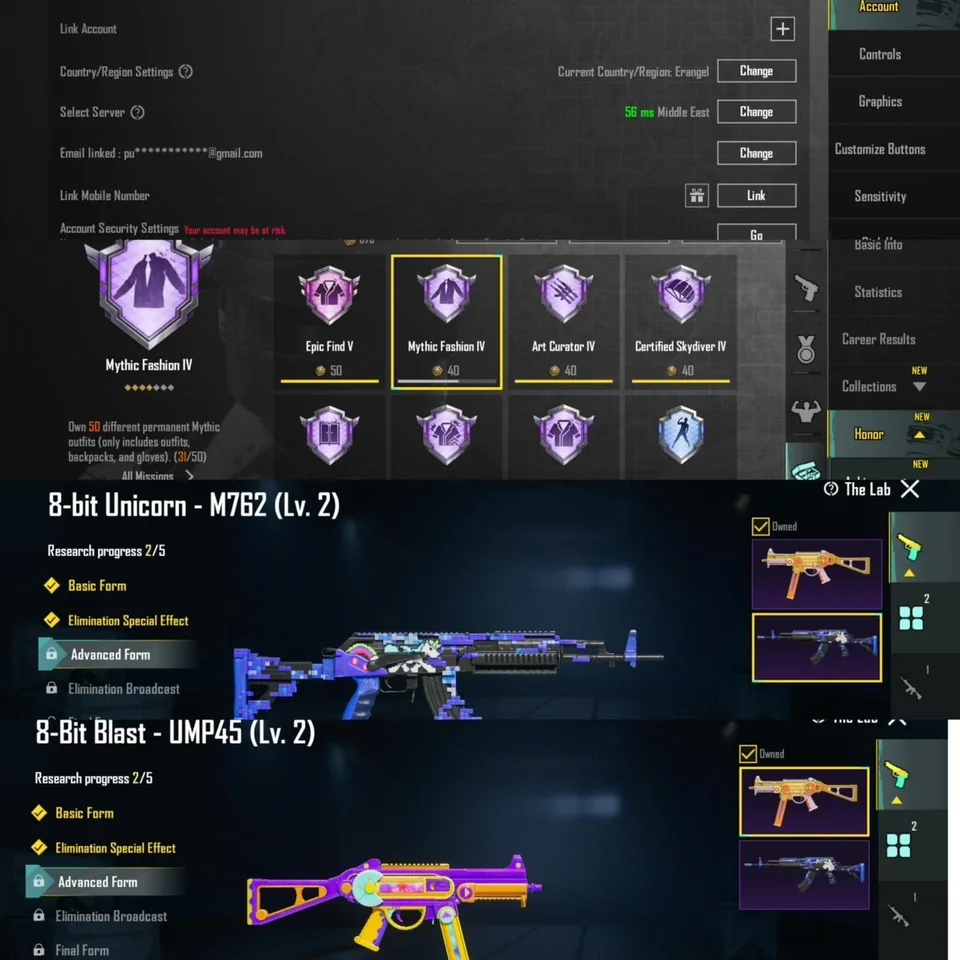 Account
Link Account
Controls
Country/Region Settings ?
Current Country/Region: Erangel
Change
Graphics
Select Server ?
56 ms Middle East
Change
Customize Buttons
Email linked : pu***********@gmail.com
Change
Link Mobile Number
Link
Sensitivity
Account Security Settings Your account may be at risk.
Go
Basic Info
Statistics
Career Results
NEW
Collections
NEW
Honor
NEW
Mythic Fashion IV
Own 50 different permanent Mythic
outfits (only includes outfits,
backpacks, and gloves). (31/50)
All Missions
Epic Find V
50
Mythic Fashion IV
40
Art Curator IV
40
Certified Skydiver IV
40
8-bit Unicorn - M762 (Lv. 2)
? The Lab
Research progress 2/5
Basic Form
Elimination Special Effect
Advanced Form
Elimination Broadcast
Owned
2
1
8-Bit Blast - UMP45 (Lv. 2)
The Lab
Research progress 2/5
Basic Form
Elimination Special Effect
Advanced Form
Elimination Broadcast
Final Form
Owned
2
1